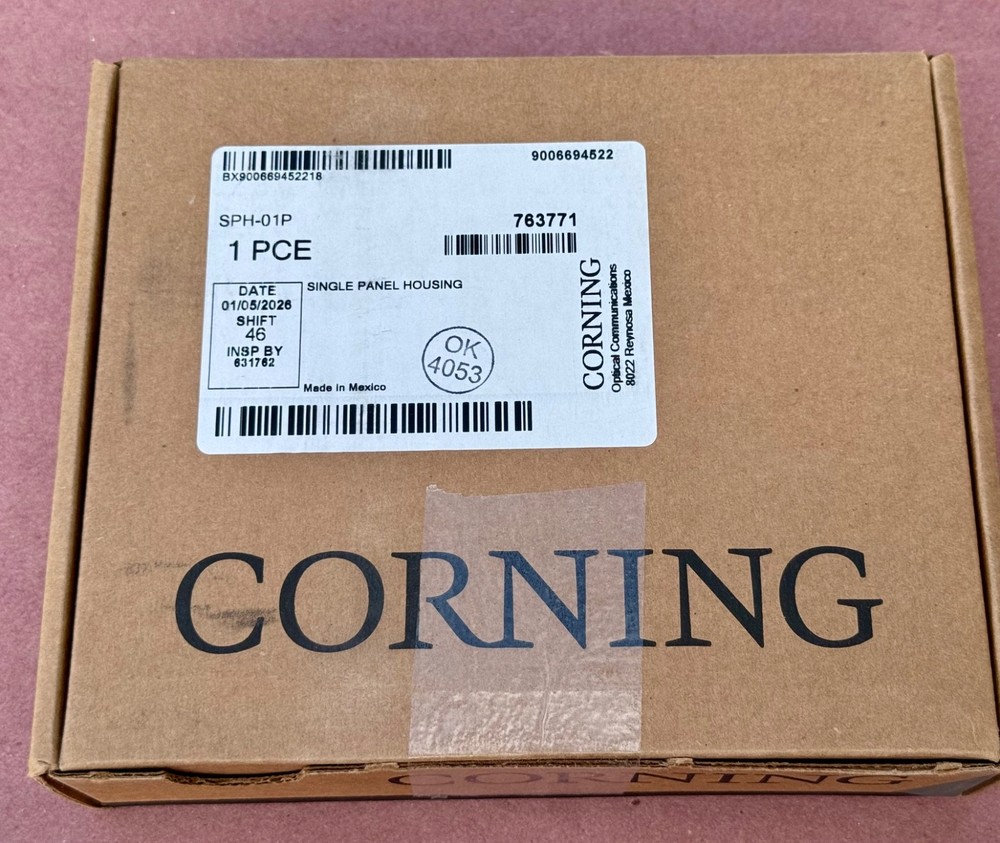 9006694522
BX900669452218
SPH-01P
763771
1 PCE
DATE
01/05/2026
SHIFT
46
INSP BY
631762
SINGLE PANEL HOUSING
OK
4053
Made in Mexico
CORNING
Optical Communications
8022 Reynosa Mexico
CORNING
CORNING